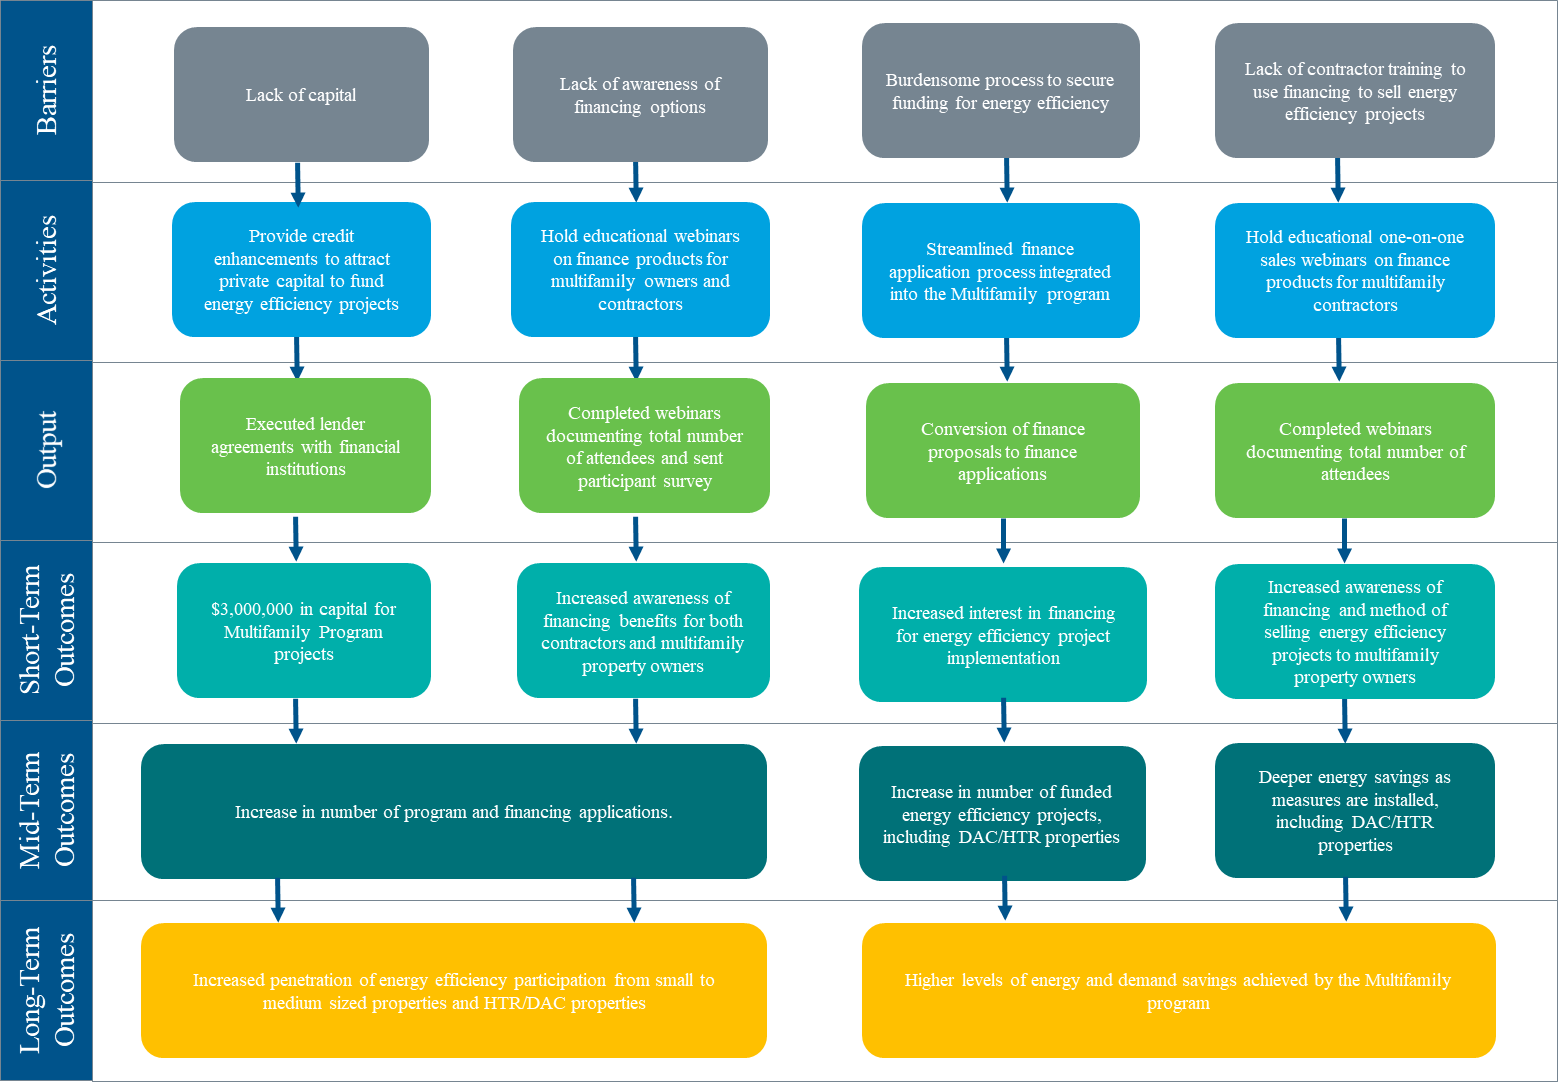 Barriers
Lack of capital
Lack of awareness of
financing options
Burdensome process to secure
funding for energy efficiency
Lack of contractor training to
use financing to sell energy
efficiency projects
Activities
Provide credit
enhancements to attract
private capital to fund
energy efficiency projects
Hold educational webinars
on finance products for
multifamily owners and
contractors
Streamlined finance
application process integrated
into the Multifamily program
Hold educational one-on-one
sales webinars on finance
products for multifamily
contractors
Output
Executed lender
agreements with financial
institutions
Completed webinars
documenting total number
of attendees and sent
participant survey
Conversion of finance
proposals to finance
applications
Completed webinars
documenting total number of
attendees
Short-Term
Outcomes
$3,000,000 in capital for
Multifamily Program
projects
Increased awareness of
financing benefits for both
contractors and multifamily
property owners
Increased interest in financing
for energy efficiency project
implementation
Increased awareness of
financing and method of
selling energy efficiency
projects to multifamily
property owners
Mid-Term
Outcomes
Increase in number of program and financing applications.
Increase in number of funded
energy efficiency projects,
including DAC/HTR properties
Deeper energy savings as
measures are installed,
including DAC/HTR
properties
Long-Term
Outcomes
Increased penetration of energy efficiency participation from small to
medium sized properties and HTR/DAC properties
Higher levels of energy and demand savings achieved by the Multifamily
program